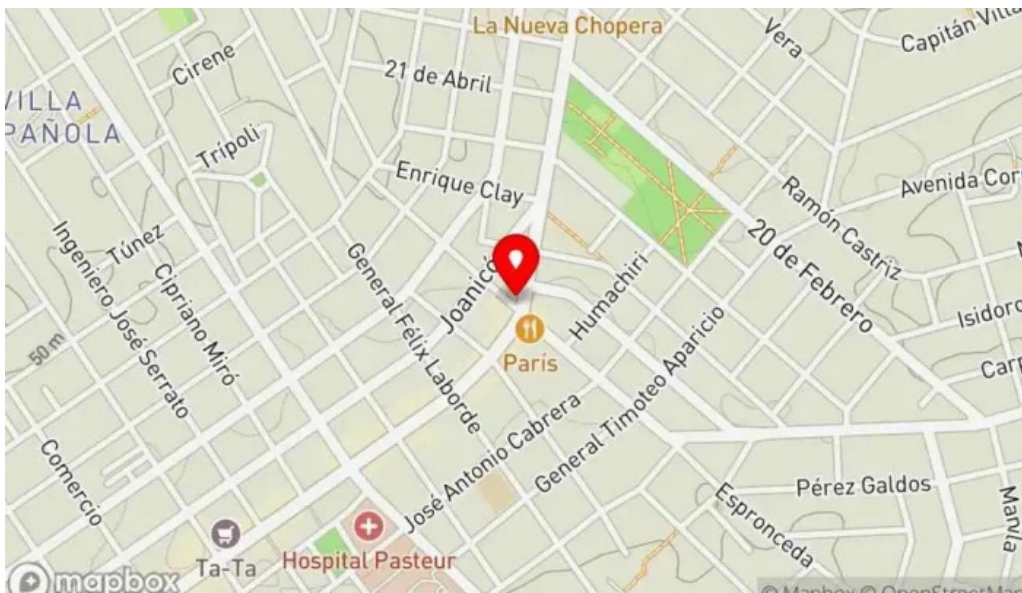 La Nueva Chopera
Vera
Capitán Villa
Cirene
21 de Abril
VILLA
PAÑOLA
Trípoli
Enrique Clay
Avenida Cor
Ramón Castriz
20 de Febrero
Túnez
Ingeniero José Serrato
Cipriano Miró
General Félix Laborde
Joanicó
Humachiri
General Timoteo Aparicio
Isidoro
50 m
París
Carp
José Antonio Cabrera
Comercio
Pérez Galdos
Espronceda
Manila
Ta-Ta
Hospital Pasteur
mapbox
© Mapbox © OpenStreetMap